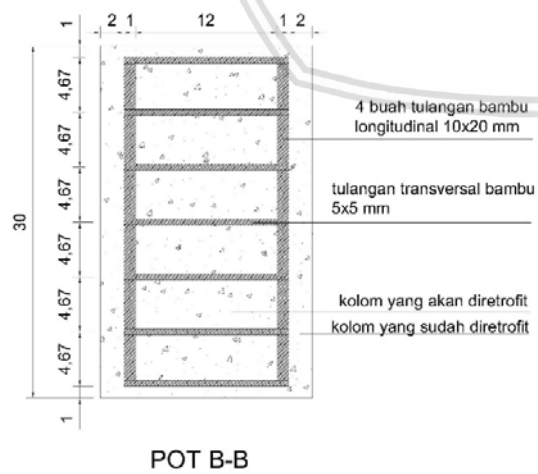 2 1 12 1 2
1
4,67
4,67
4,67
4,67
4,67
4,67
1
30
4 buah tulangan bambu
longitudinal 10x20 mm
tulangan transversal bambu
5x5 mm
kolom yang akan diretrofit
kolom yang sudah diretrofit
POT B-B